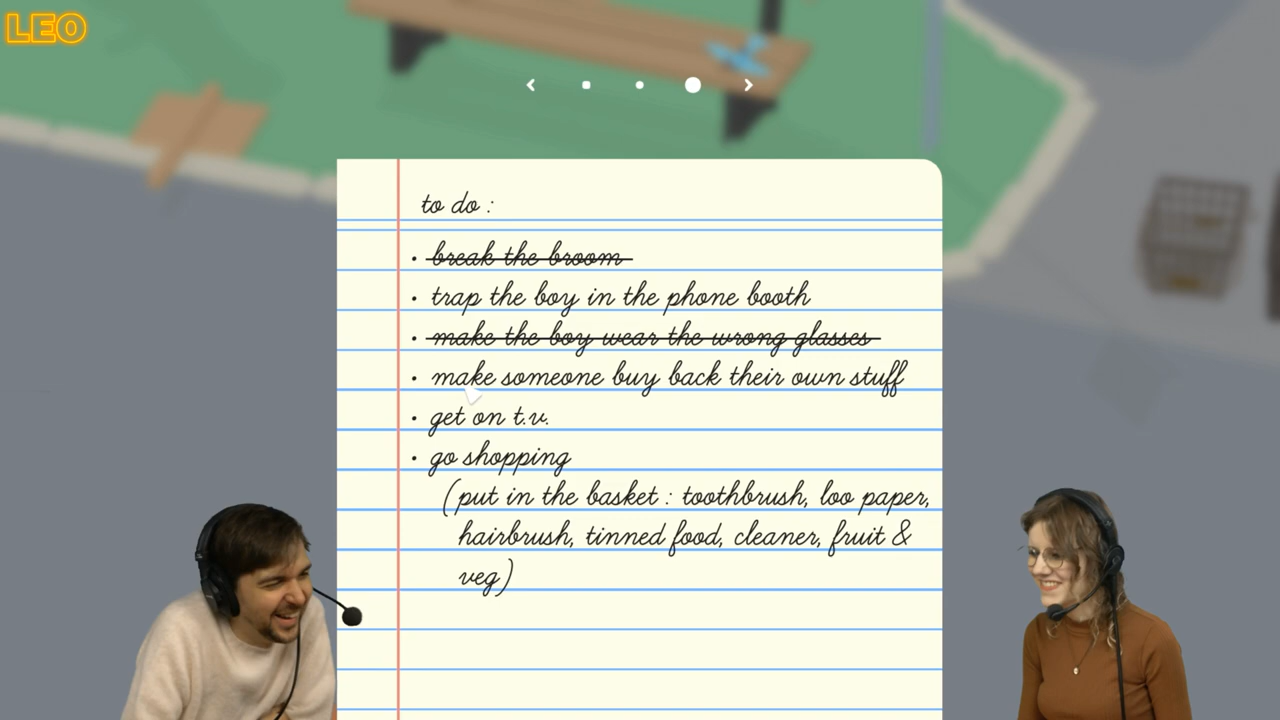 LEO
to do :
• break the broom
• trap the boy in the phone booth
• make the boy wear the wrong glasses
• make someone buy back their own stuff
• get on t.v.
• go shopping
(put in the basket : toothbrush, loo paper,
hairbrush, tinned food, cleaner, fruit &
veg)